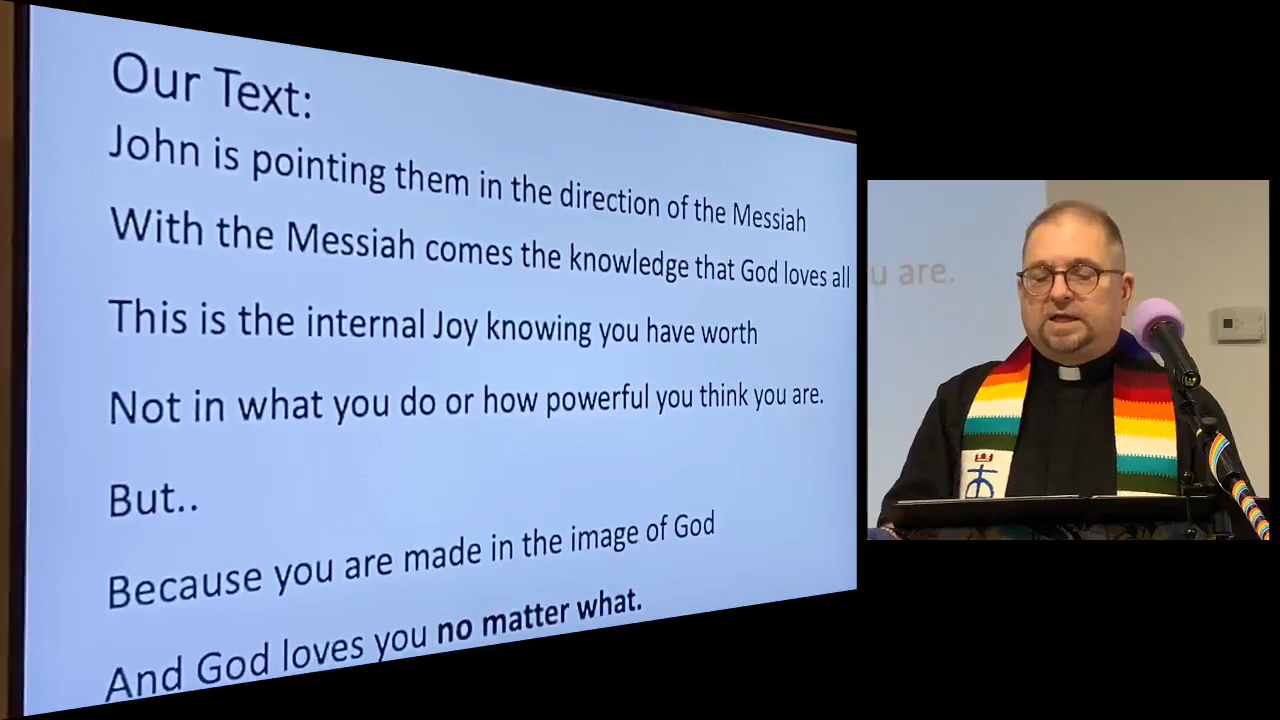 Our Text:
John is pointing them in the direction of the Messiah
With the Messiah comes the knowledge that God loves all
This is the internal Joy knowing you have worth
Not in what you do or how powerful you think you are.
But..
Because you are made in the image of God
And God loves you no matter what.
u are.